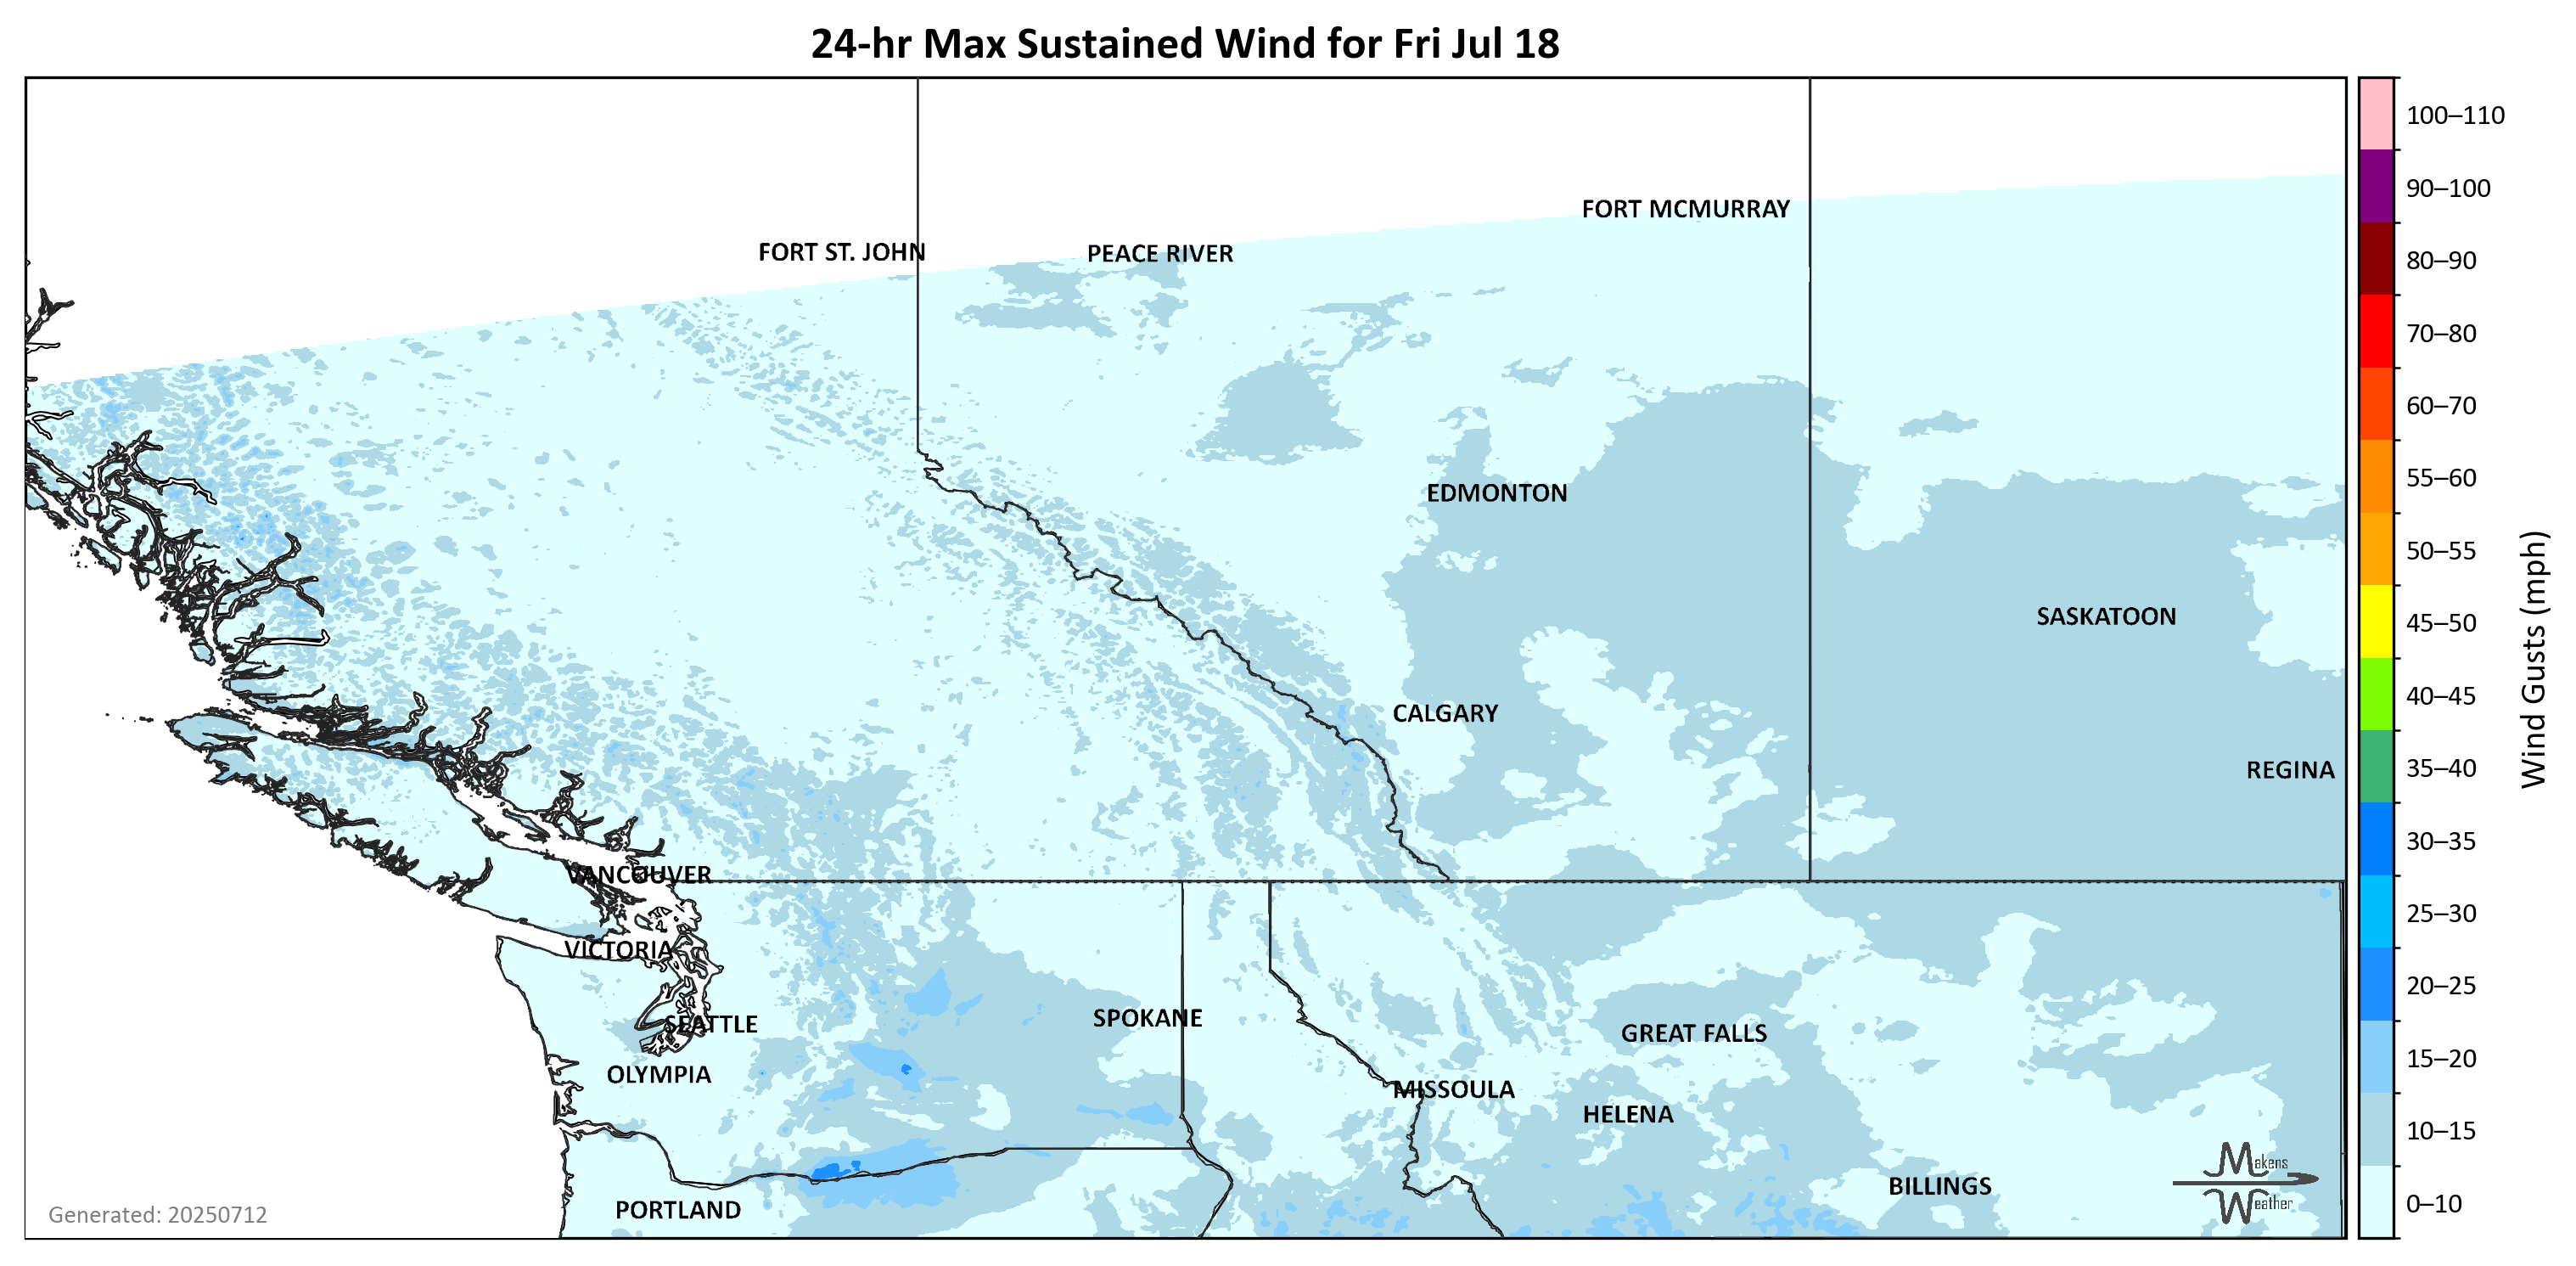 24-hr Max Sustained Wind for Fri Jul 18
100–110
90–100
80–90
70–80
60–70
55–60
50–55
45–50
40–45
35–40
30–35
25–30
20–25
15–20
10–15
0–10
Wind Gusts (mph)
FORT MCMURRAY
FORT ST. JOHN
PEACE RIVER
EDMONTON
SASKATOON
CALGARY
REGINA
VANCOUVER
VICTORIA
SPOKANE
SEATTLE
GREAT FALLS
OLYMPIA
MISSOULA
HELENA
BILLINGS
PORTLAND
Makens
Weather
Generated: 20250712